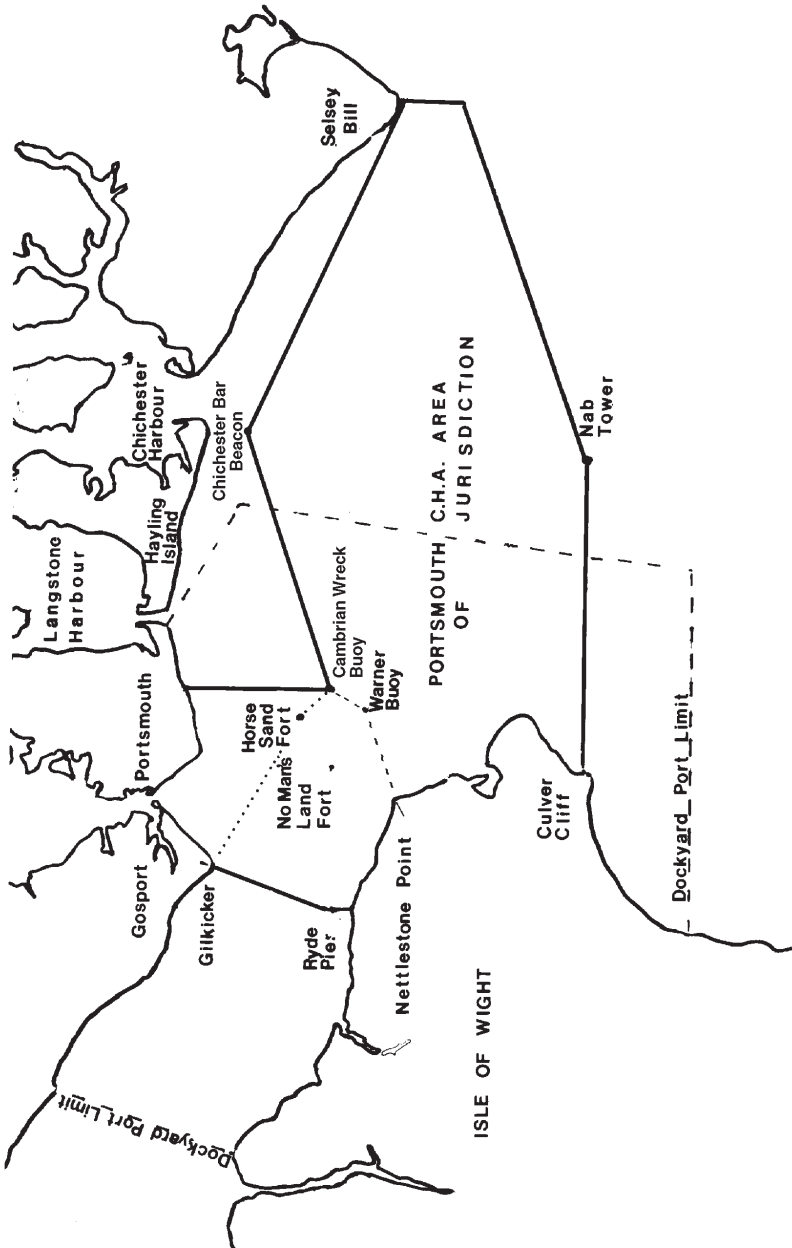 Selsey
Bill
Chichester
Harbour
Chichester Bar
Beacon
Hayling
Island
Langstone
Harbour
Portsmouth
Cambrian Wreck
Buoy
Warner
Buoy
Horse
Sand
Fort
No Mans
Land
Fort
PORTSMOUTH C.H.A. AREA
OF JURISDICTION
Nab
Tower
Gosport
Gilkicker
Ryde
Pier
Nettlestone Point
Culver
Cliff
Dockyard Port Limit
ISLE OF WIGHT
Dockyard Port Limit